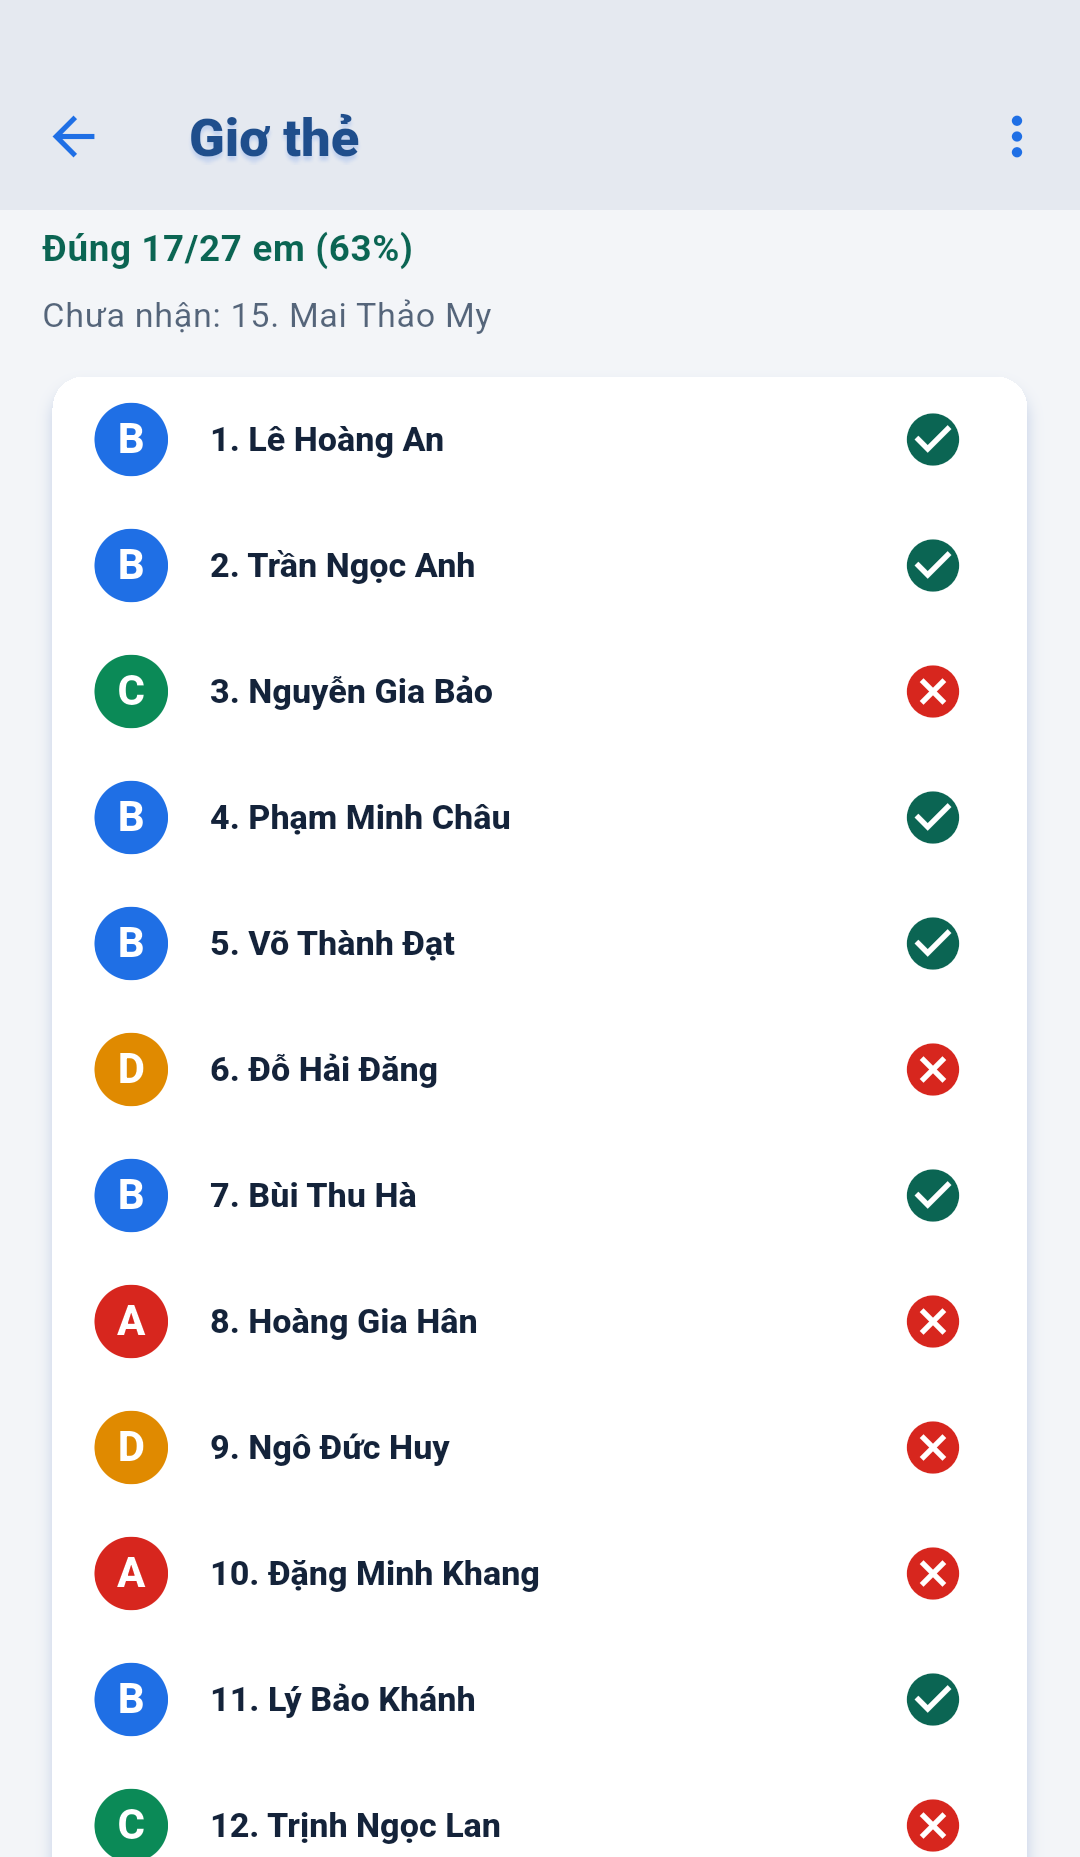 Giơ thẻ
Đúng 17/27 em (63%)
Chưa nhận: 15. Mai Thảo My
B 1. Lê Hoàng An
B 2. Trần Ngọc Anh
C 3. Nguyễn Gia Bảo
B 4. Phạm Minh Châu
B 5. Võ Thành Đạt
D 6. Đỗ Hải Đăng
B 7. Bùi Thu Hà
A 8. Hoàng Gia Hân
D 9. Ngô Đức Huy
A 10. Đặng Minh Khang
B 11. Lý Bảo Khánh
C 12. Trịnh Ngọc Lan